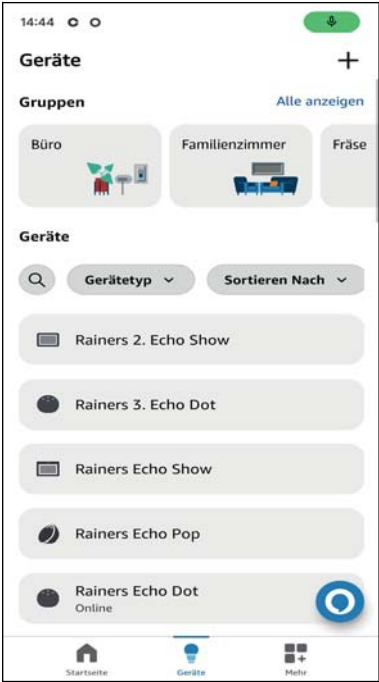 14:44
Geräte
Gruppen Alle anzeigen
Büro Familienzimmer Fräse
Geräte
Gerätetyp Sortieren Nach
Rainers 2. Echo Show
Rainers 3. Echo Dot
Rainers Echo Show
Rainers Echo Pop
Rainers Echo Dot
Online
Startseite Geräte Mehr